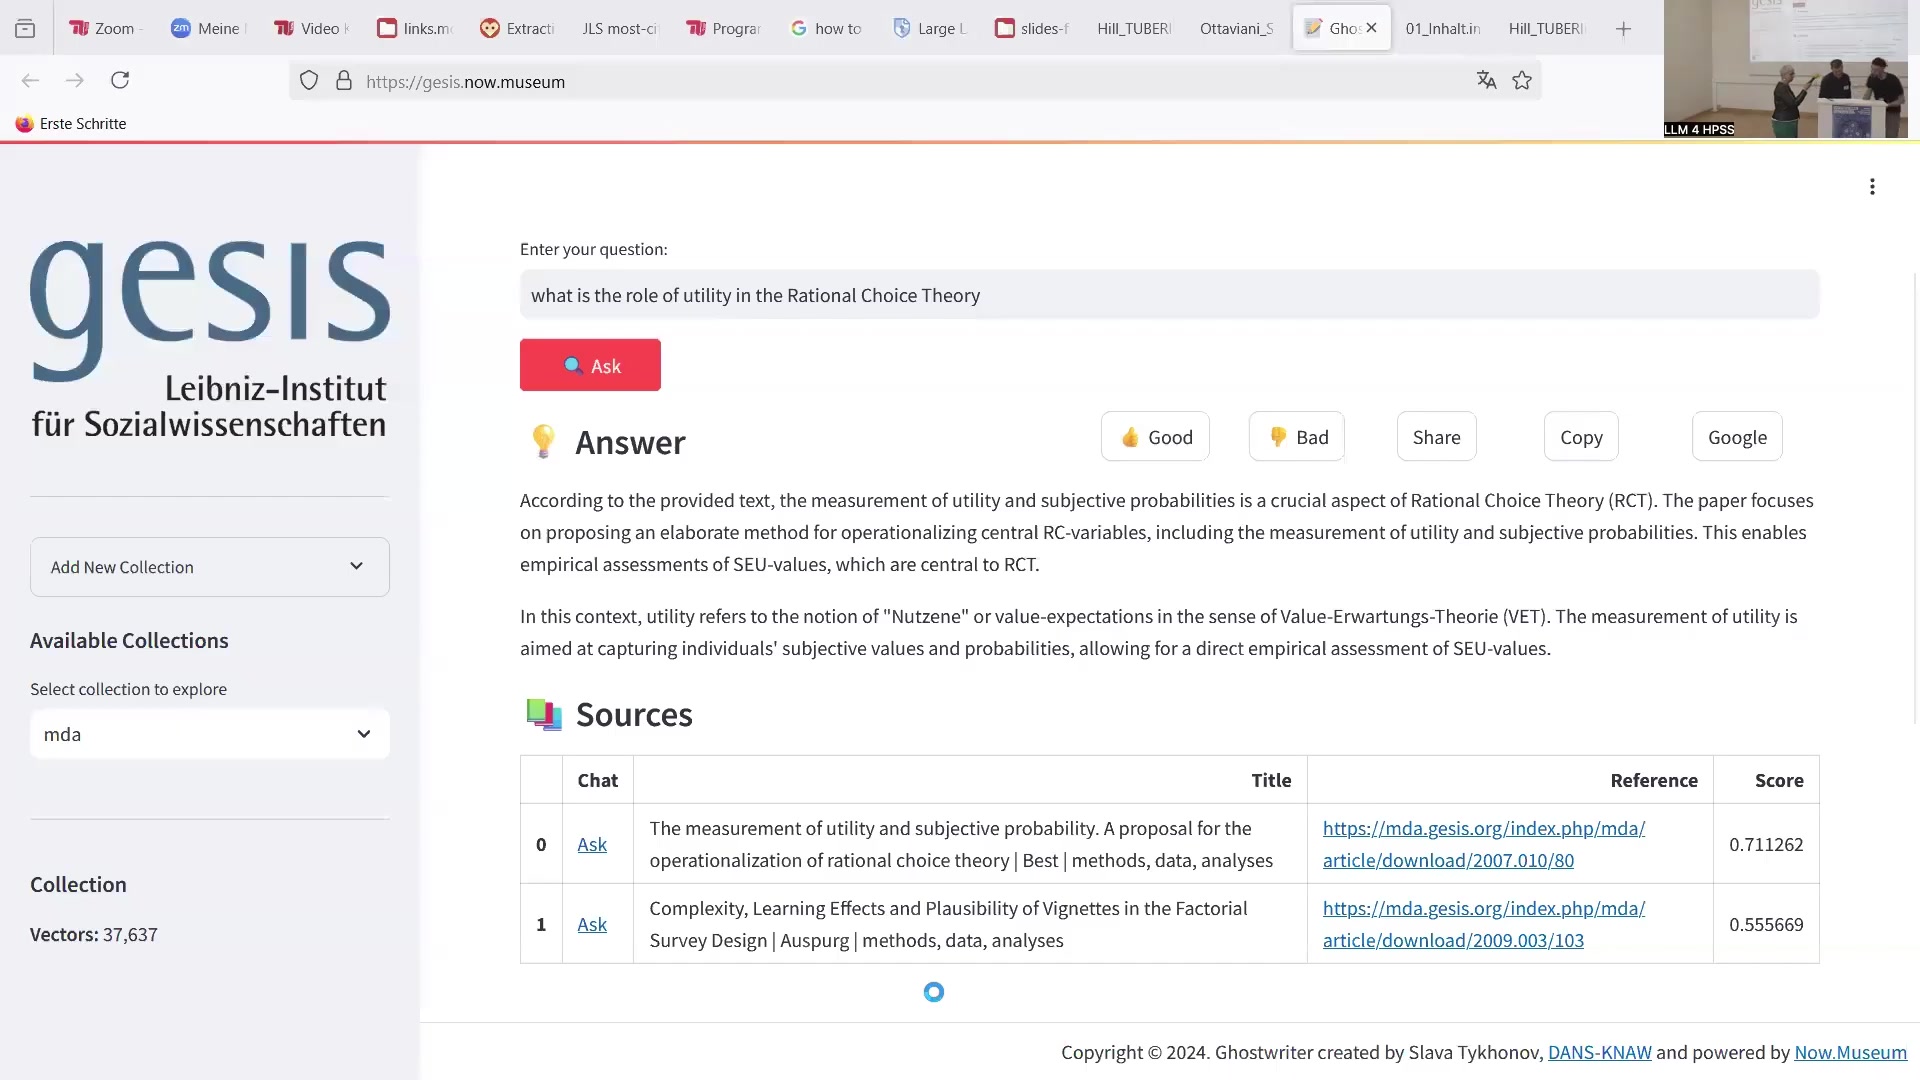 Zoom
Meine
Video
links.m
Extracti
JLS most-ci
Progra
how to
Large L
slides-f
Hill_TUBERI
Ottaviani_S
Ghos
01_Inhalt.in
Hill_TUBERI
https://gesis.now.museum
Erste Schritte
LLM 4 HPSS
gesis
Leibniz-Institut
für Sozialwissenschaften
Add New Collection
Available Collections
Select collection to explore
mda
Collection
Vectors: 37,637
Enter your question:
what is the role of utility in the Rational Choice Theory
Ask
Answer
Good
Bad
Share
Copy
Google
According to the provided text, the measurement of utility and subjective probabilities is a crucial aspect of Rational Choice Theory (RCT). The paper focuses
on proposing an elaborate method for operationalizing central RC-variables, including the measurement of utility and subjective probabilities. This enables
empirical assessments of SEU-values, which are central to RCT.
In this context, utility refers to the notion of "Nutzene" or value-expectations in the sense of Value-Erwartungs-Theorie (VET). The measurement of utility is
aimed at capturing individuals' subjective values and probabilities, allowing for a direct empirical assessment of SEU-values.
Sources
Chat Title Reference Score
0 Ask The measurement of utility and subjective probability. A proposal for the https://mda.gesis.org/index.php/mda/ 0.711262
operationalization of rational choice theory | Best | methods, data, analyses article/download/2007.010/80
1 Ask Complexity, Learning Effects and Plausibility of Vignettes in the Factorial https://mda.gesis.org/index.php/mda/ 0.555669
Survey Design | Auspurg | methods, data, analyses article/download/2009.003/103
Copyright © 2024. Ghostwriter created by Slava Tykhonov, DANS-KNAW and powered by Now.Museum